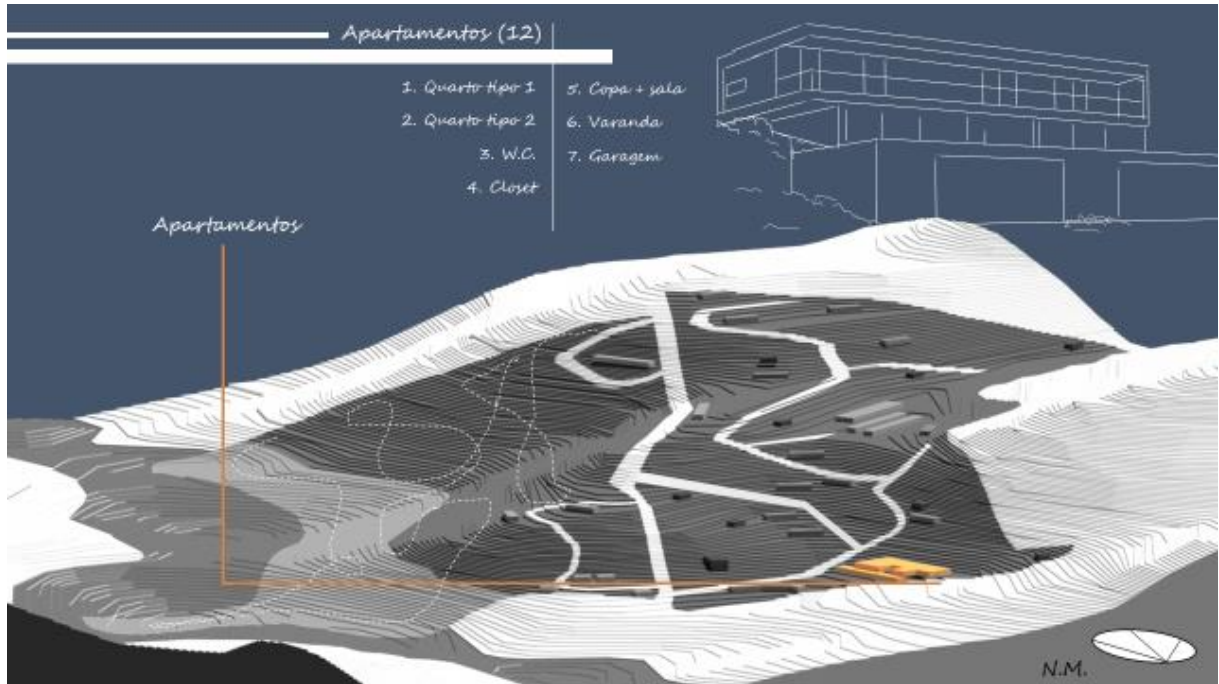 Apartamentos (12)
1. Quarto tipo 1
2. Quarto tipo 2
3. W.C.
4. Closet
5. Copa + sala
6. Varanda
7. Garagem
Apartamentos
N.M.